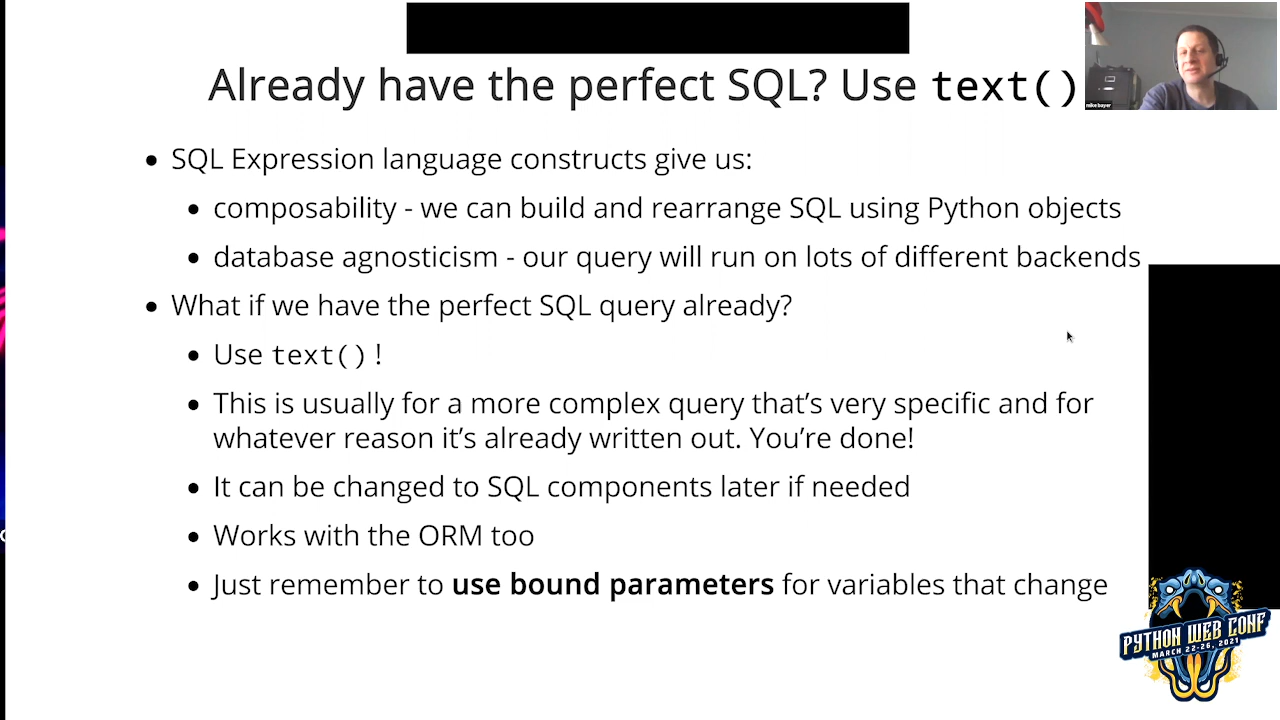 Already have the perfect SQL? Use text()
mike bayer
• SQL Expression language constructs give us:
• composability - we can build and rearrange SQL using Python objects
• database agnosticism - our query will run on lots of different backends
• What if we have the perfect SQL query already?
• Use text() !
• This is usually for a more complex query that’s very specific and for
whatever reason it’s already written out. You’re done!
• It can be changed to SQL components later if needed
• Works with the ORM too
• Just remember to use bound parameters for variables that change
PYTHON WEB CONF
MARCH 22-26, 2021